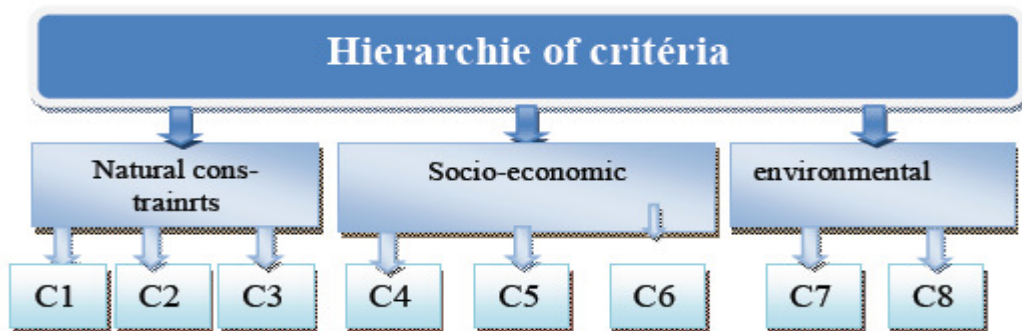 Hierarchie of critéria
Natural cons-
trainrts
Socio-economic
environmental
C1
C2
C3
C4
C5
C6
C7
C8